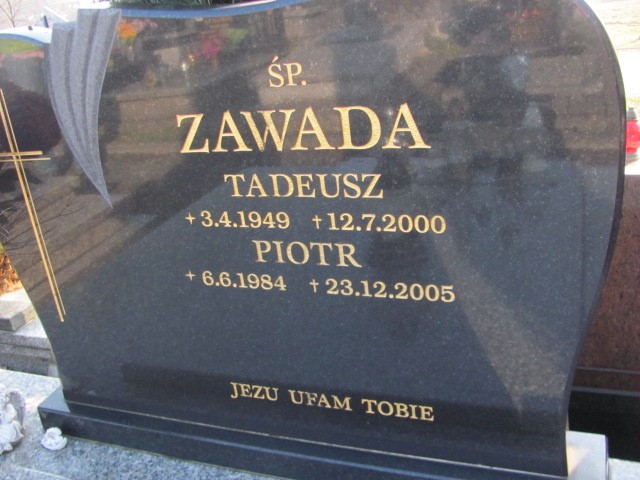 ŚP.
ZAWADA
TADEUSZ
+ 3.4.1949 † 12.7.2000
PIOTR
+ 6.6.1984 † 23.12.2005
JEZU UFAM TOBIE